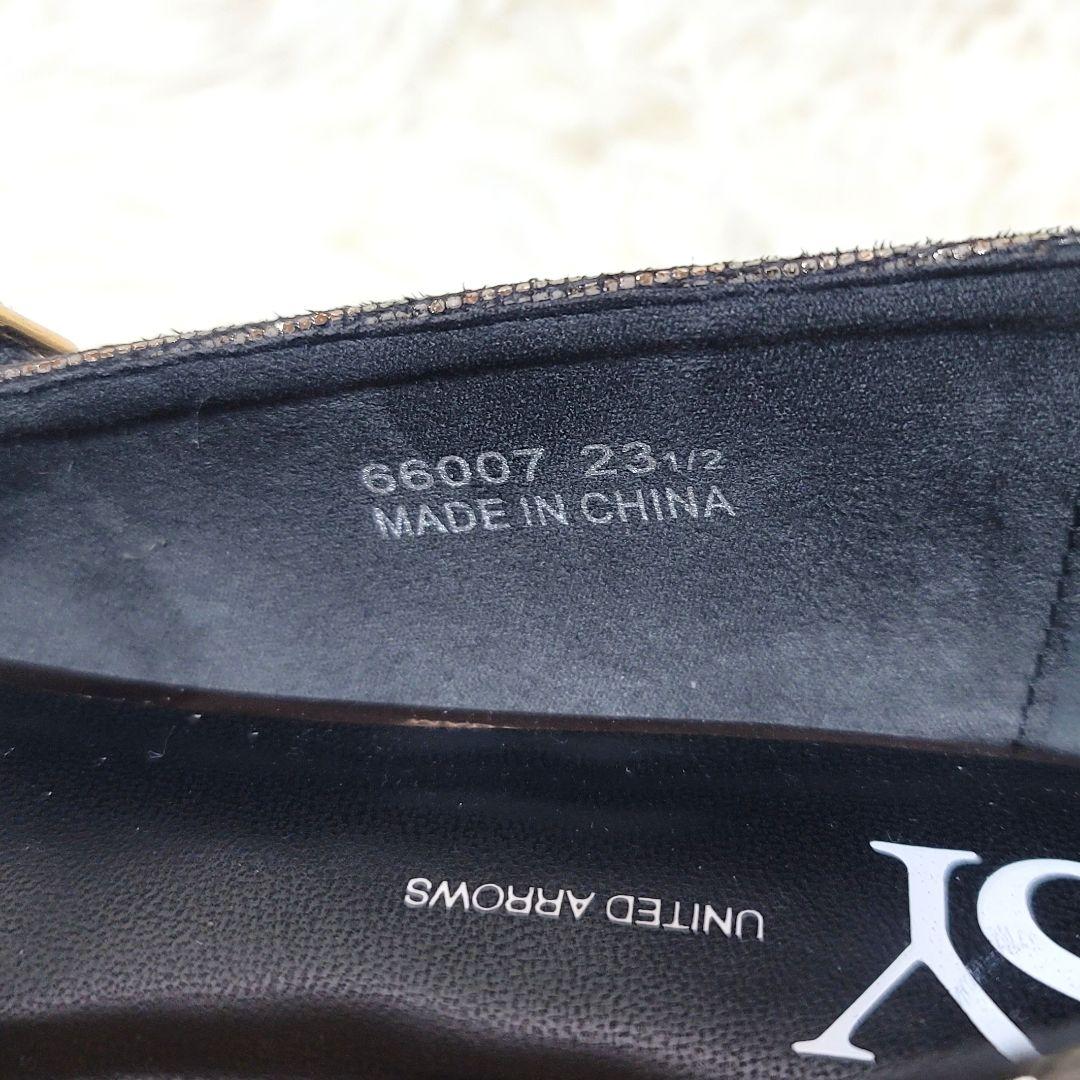 66007 23 1/2
MADE IN CHINA
UNITED ARROWS